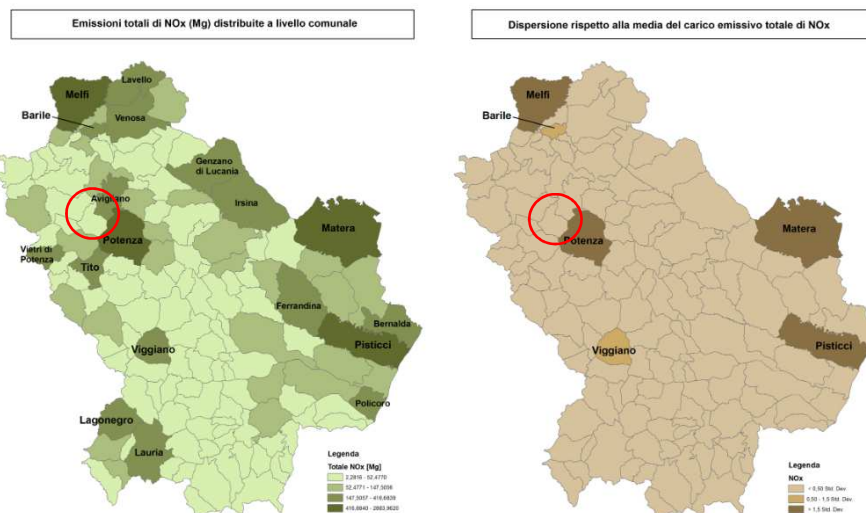 Emissioni totali di NOx (Mg) distribuite a livello comunale
Melfi
Lavello
Barile
Venosa
Genzano
di Lucania
Avigliano
Irsina
Potenza
Matera
Vietri di
Potenza
Tito
Ferrandina
Bernalda
Viggiano
Pisticci
Policoro
Lagonegro
Lauria
Legenda
Totale NOx [Mg]
Dispersione rispetto alla media del carico emissivo totale di NOx
Melfi
Barile
Potenza
Matera
Viggiano
Pisticci
Legenda
NOx
< 0,50 Std. Dev.
0,50 - 1,5 Std. Dev.
> 1,5 Std. Dev.